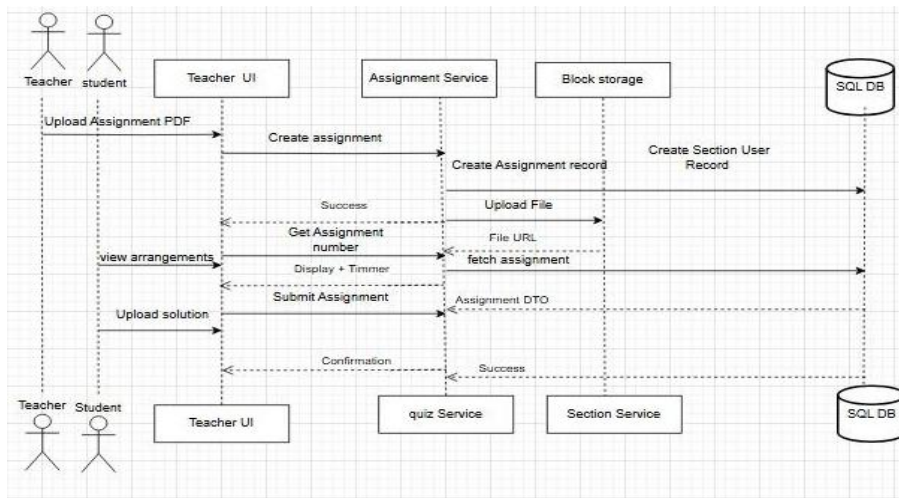 Teacher
student
Teacher UI
Assignment Service
Block storage
SQL DB
Upload Assignment PDF
Create assignment
Create Assignment record
Create Section User
Record
Success
Upload File
Get Assignment
number
File URL
view arrangements
fetch assignment
Display + Timmer
Submit Assignment
Assignment DTO
Upload solution
Confirmation
Success
Teacher
Student
Teacher UI
quiz Service
Section Service
SQL DB